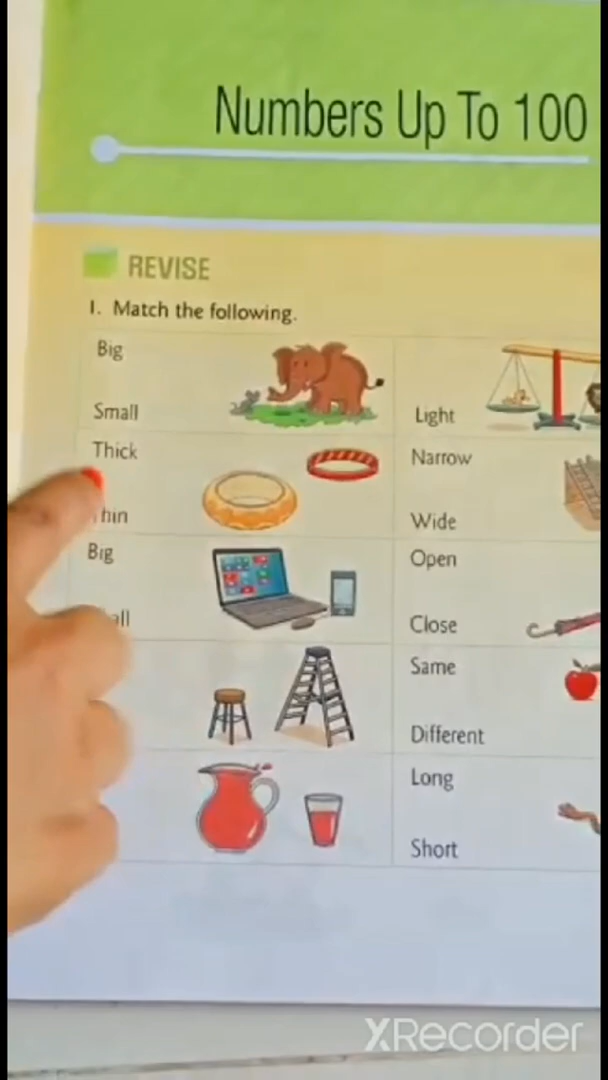 Numbers Up To 100
REVISE
1. Match the following.
Big
Small
Light
Thick
Narrow
Wide
Big
Open
Close
Same
Different
Long
Short
XRecorder